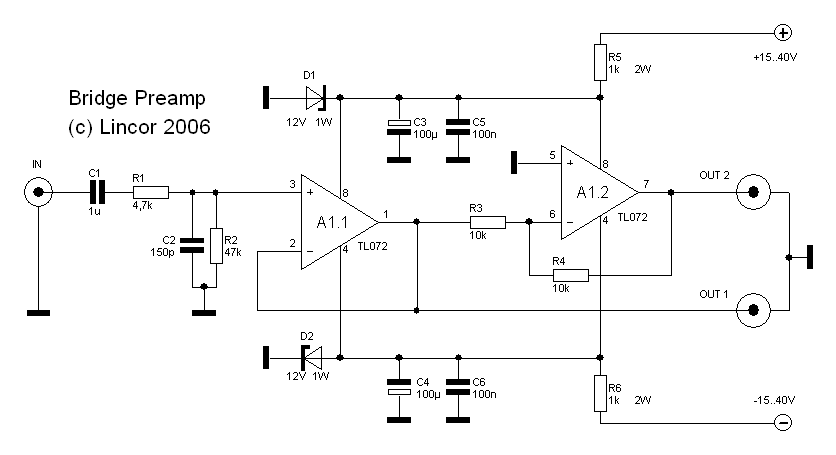 +
R5
1k 2W
+15..40V
D1
12V 1W
Bridge Preamp
(c) Lincor 2006
C3
100µ
C5
100n
IN
C1
1u
R1
4,7k
C2
150p
R2
47k
3
+
8
A1.1
1
2
−
4
TL072
R3
10k
5
+
8
A1.2
7
6
−
4
TL072
R4
10k
OUT 2
OUT 1
D2
12V 1W
C4
100µ
C6
100n
R6
1k 2W
-15..40V
−